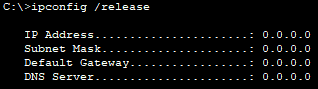 C:\>ipconfig /release
IP Address......................: 0.0.0.0
Subnet Mask.....................: 0.0.0.0
Default Gateway.................: 0.0.0.0
DNS Server......................: 0.0.0.0